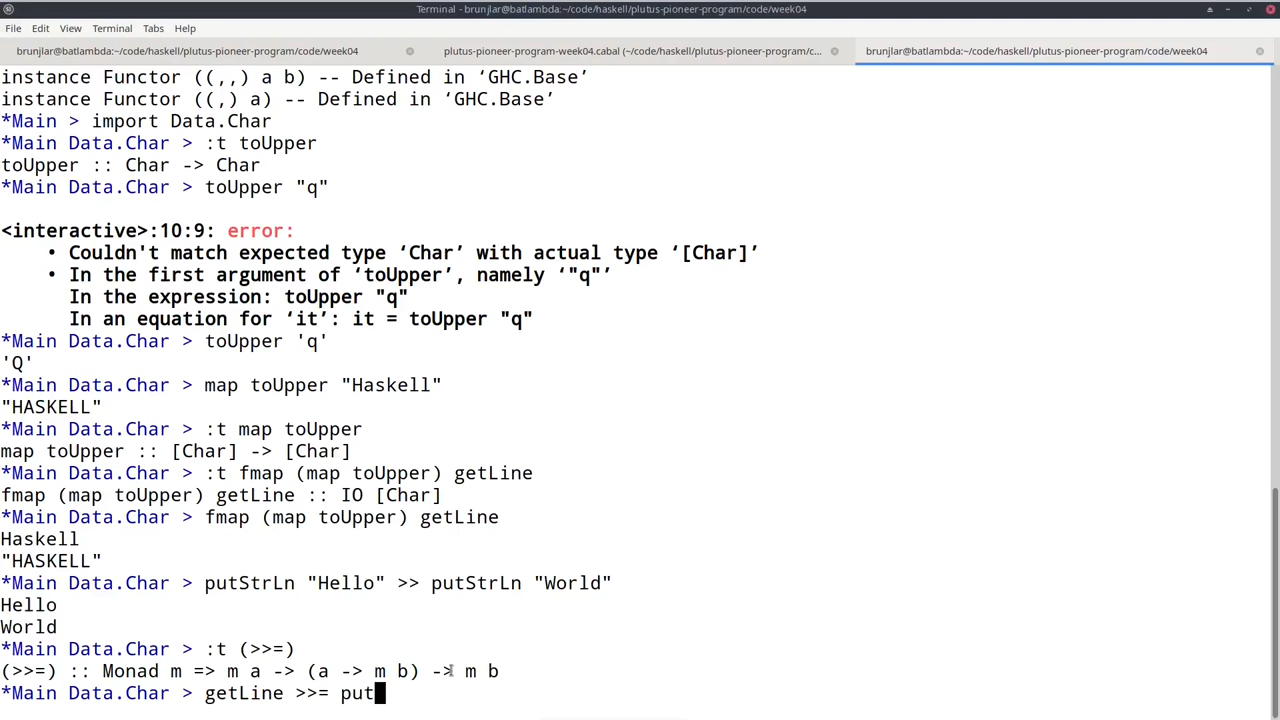 Terminal - brunjlar@batlambda:~/code/haskell/plutus-pioneer-program/code/week04
File Edit View Terminal Tabs Help
brunjlar@batlambda:~/code/haskell/plutus-pioneer-program/code/week04 plutus-pioneer-program-week04.cabal (~/code/haskell/plutus-pioneer-program/c... brunjlar@batlambda:~/code/haskell/plutus-pioneer-program/code/week04
instance Functor ((,,) a b) -- Defined in ‘GHC.Base’
instance Functor ((,) a) -- Defined in ‘GHC.Base’
*Main > import Data.Char
*Main Data.Char > :t toUpper
toUpper :: Char -> Char
*Main Data.Char > toUpper "q"
<interactive>:10:9: error:
• Couldn't match expected type ‘Char’ with actual type ‘[Char]’
• In the first argument of ‘toUpper’, namely ‘"q"’
In the expression: toUpper "q"
In an equation for ‘it’: it = toUpper "q"
*Main Data.Char > toUpper 'q'
'Q'
*Main Data.Char > map toUpper "Haskell"
"HASKELL"
*Main Data.Char > :t map toUpper
map toUpper :: [Char] -> [Char]
*Main Data.Char > :t fmap (map toUpper) getLine
fmap (map toUpper) getLine :: IO [Char]
*Main Data.Char > fmap (map toUpper) getLine
Haskell
"HASKELL"
*Main Data.Char > putStrLn "Hello" >> putStrLn "World"
Hello
World
*Main Data.Char > :t (>>=)
(>>=) :: Monad m => m a -> (a -> m b) -> m b
*Main Data.Char > getLine >>= put